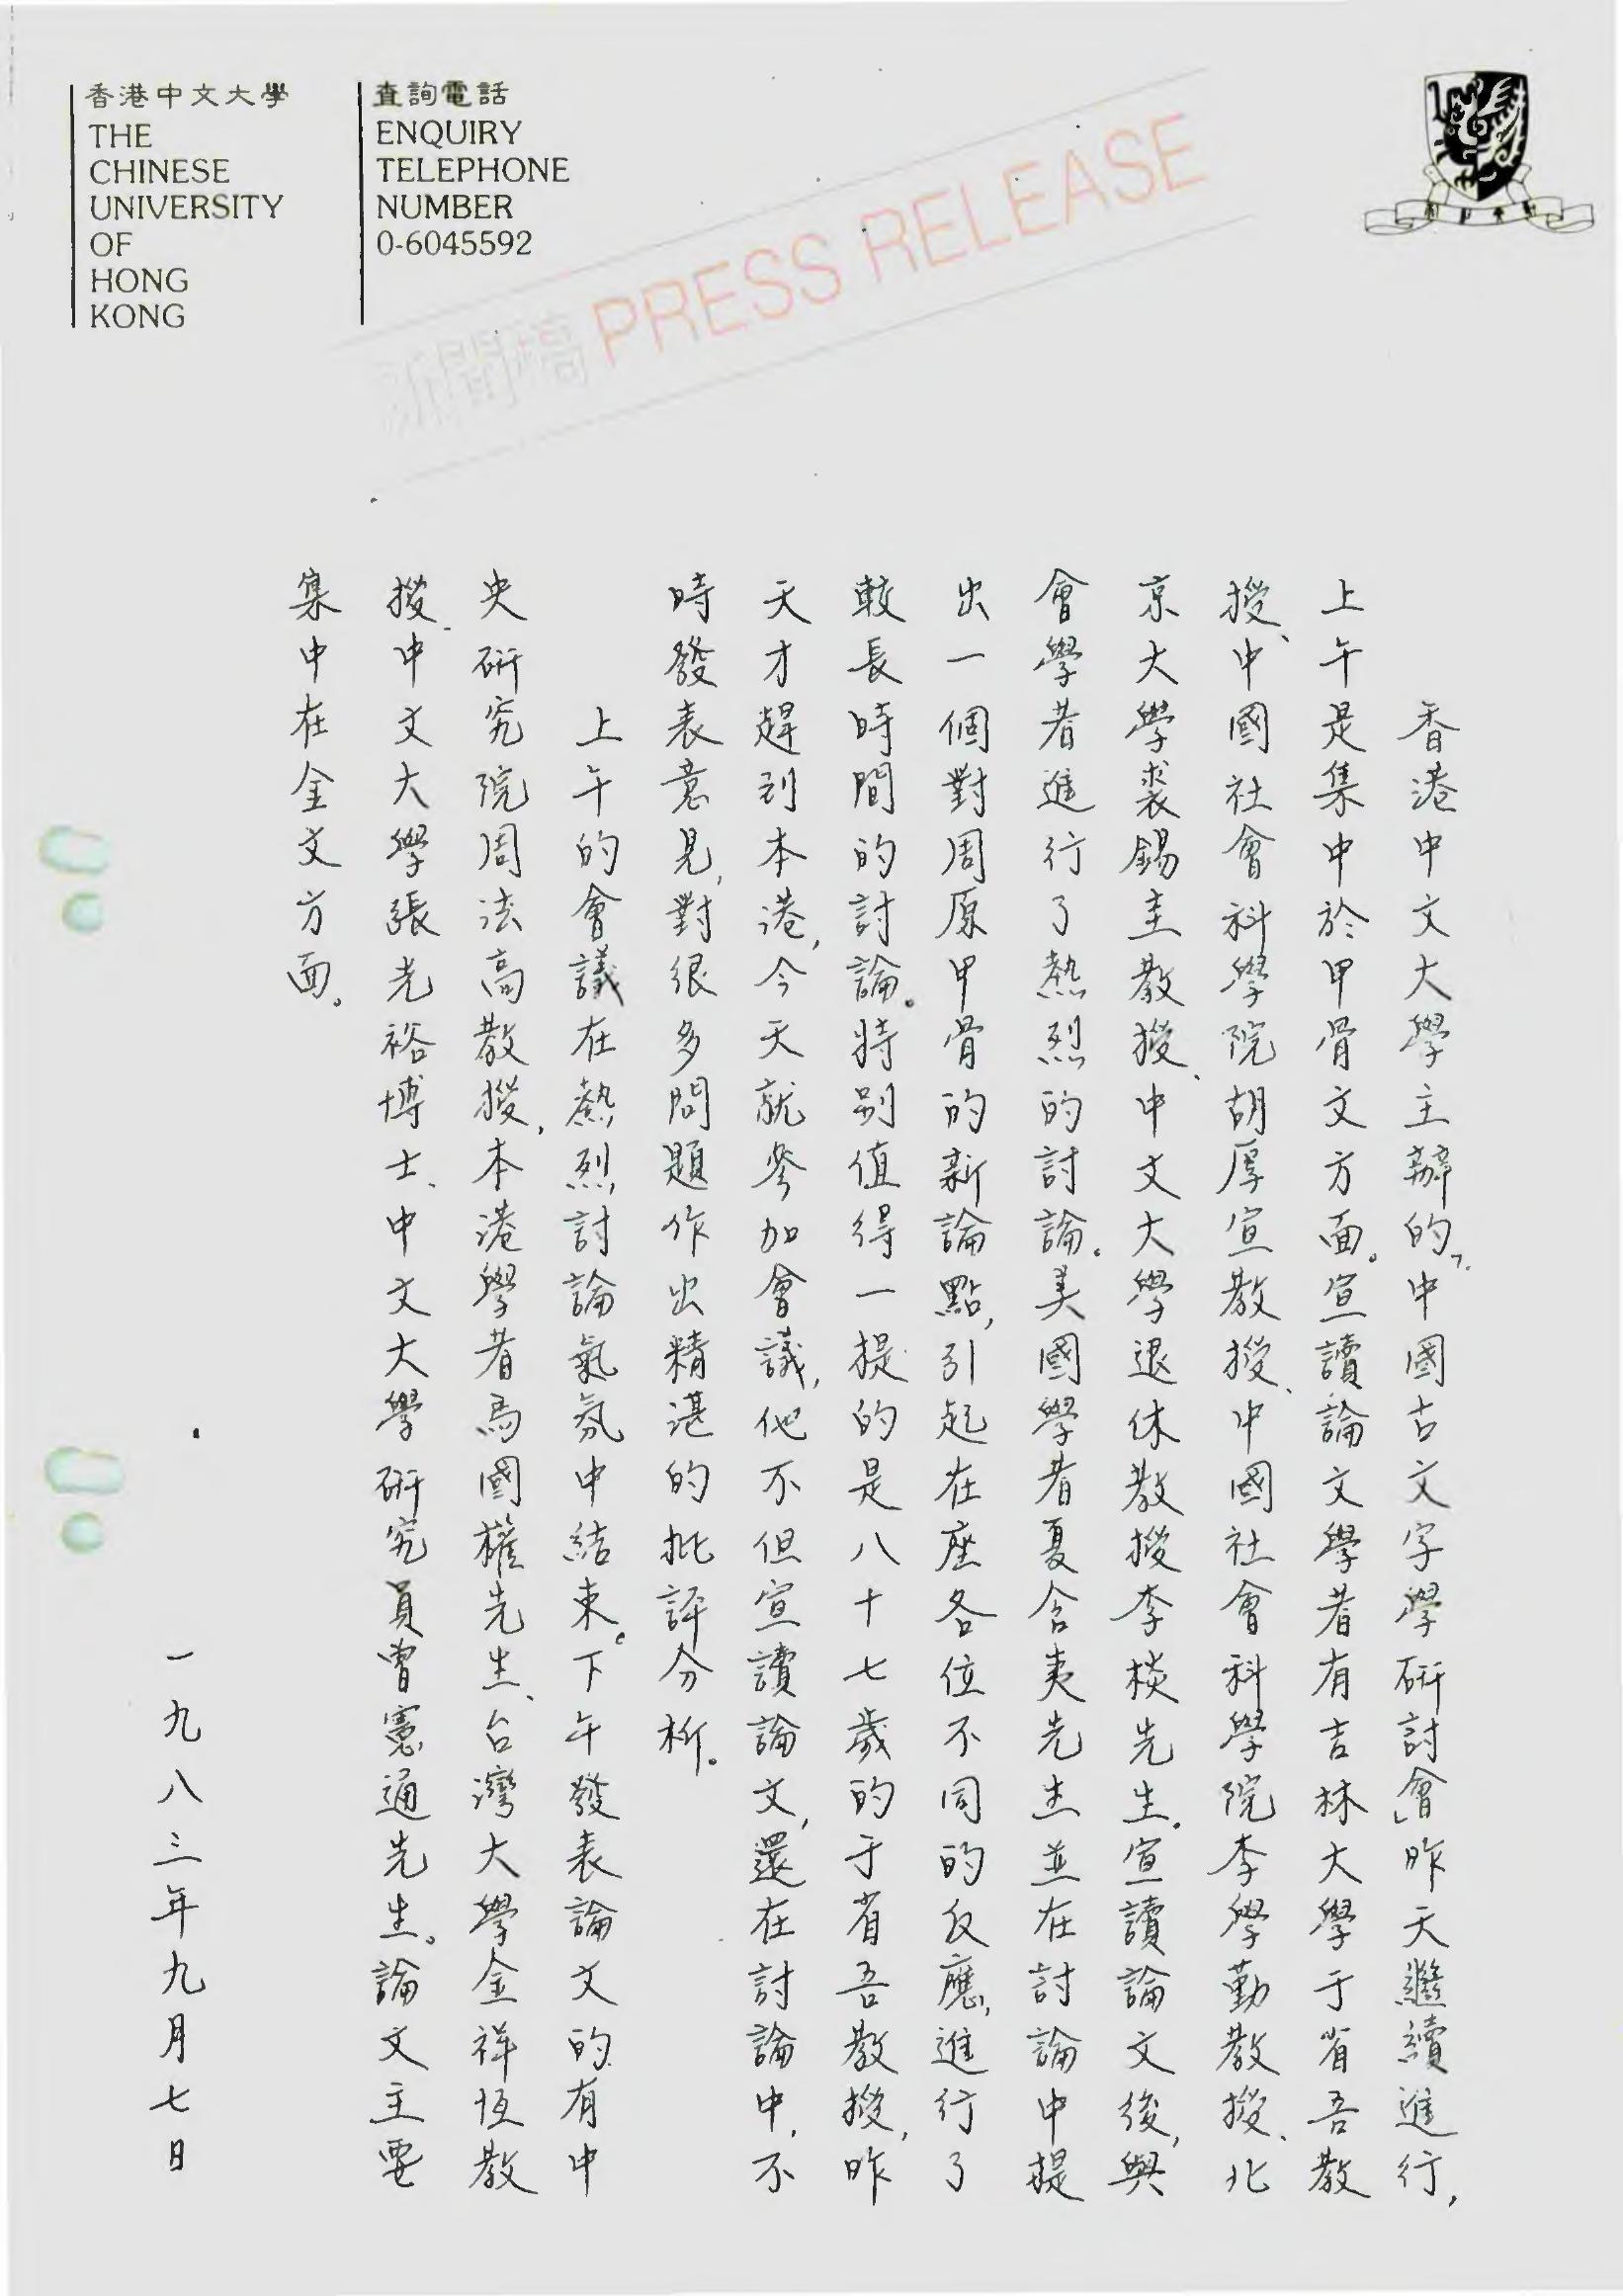 香港中文大學
THE
CHINESE
UNIVERSITY
OF
HONG
KONG
查詢電話
ENQUIRY
TELEPHONE
NUMBER
0-6045592
新聞稿 PRESS RELEASE
香港中文大學主辦的「中國古文字學研討會」昨天繼續進行,
上午是集中於甲骨文方面。宣讀論文學者有吉林大學于省吾教
授、中國社會科學院胡厚宣教授、中國社會科學院李學勤教授、北
京大學裘錫圭教授、中文大學退休教授李棪先生。宣讀論文後,與
會學者進行了熱烈的討論。美國學者夏含夷先生並在討論中提
出一個對周原甲骨的新論點,引起在座各位不同的反應,進行了
較長時間的討論。特別值得一提的是八十七歲的于省吾教授,昨
天才趕到本港,今天就參加會議,他不但宣讀論文,還在討論中,不
時發表意見,對很多問題作出精湛的批評分析。
上午的會議在熱烈討論氣氛中結束。下午發表論文的有中
央研究院周法高教授,本港學者馬國權先生、台灣大學金祥恆教
授、中文大學張光裕博士、中文大學研究員曾憲通先生。論文主要
集中在金文方面。
一九八三年九月七日